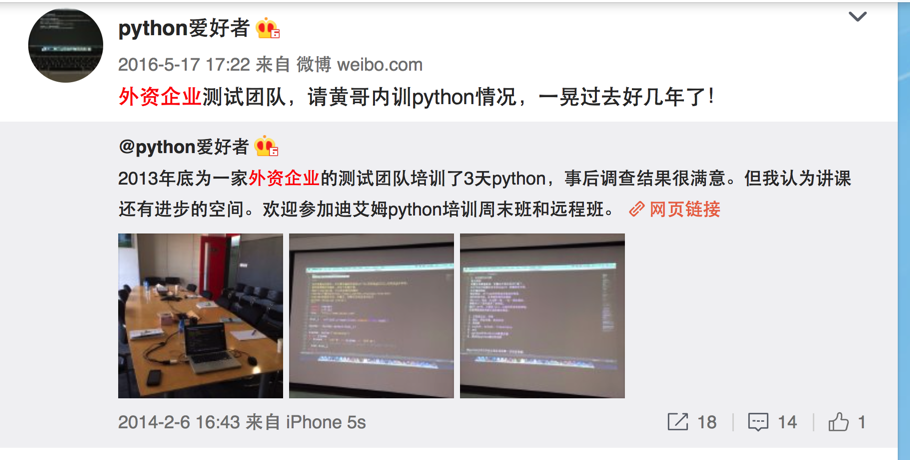 python爱好者
2016-5-17 17:22 来自 微博 weibo.com
外资企业测试团队，请黄哥内训python情况，一晃过去好几年了！
@python爱好者
2013年底为一家外资企业的测试团队培训了3天python，事后调查结果很满意。但我认为讲课
还有进步的空间。欢迎参加迪艾姆python培训周末班和远程班。 网页链接
2014-2-6 16:43 来自 iPhone 5s
18
14
1